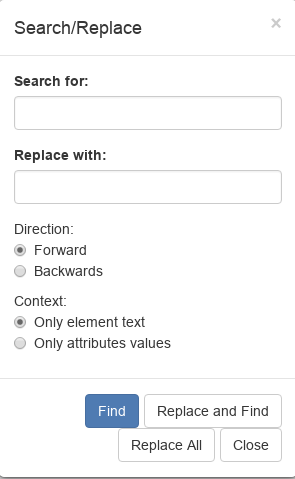 Search/Replace ×
Search for:
Replace with:
Direction:
Forward
Backwards
Context:
Only element text
Only attributes values
Find Replace and Find
Replace All Close